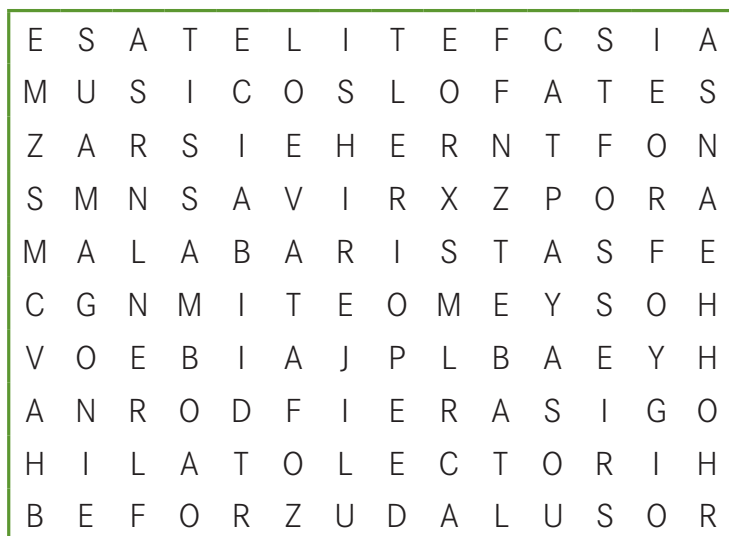 E S A T E L I T E F C S I A
M U S I C O S L O F A T E S
Z A R S I E H E R N T F O N
S M N S A V I R X Z P O R A
M A L A B A R I S T A S F E
C G N M I T E O M E Y S O H
V O E B I A J P L B A E Y H
A N R O D F I E R A S I G O
H I L A T O L E C T O R I H
B E F O R Z U D A L U S O R